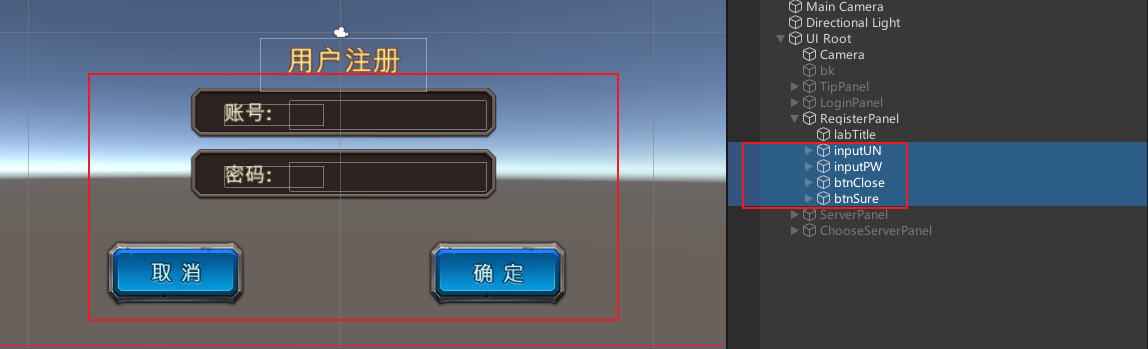 用户注册
账号:
密码:
取消
确定
Main Camera
Directional Light
UI Root
Camera
bk
TipPanel
LoginPanel
RegisterPanel
labTitle
inputUN
inputPW
btnClose
btnSure
ServerPanel
ChooseServerPanel